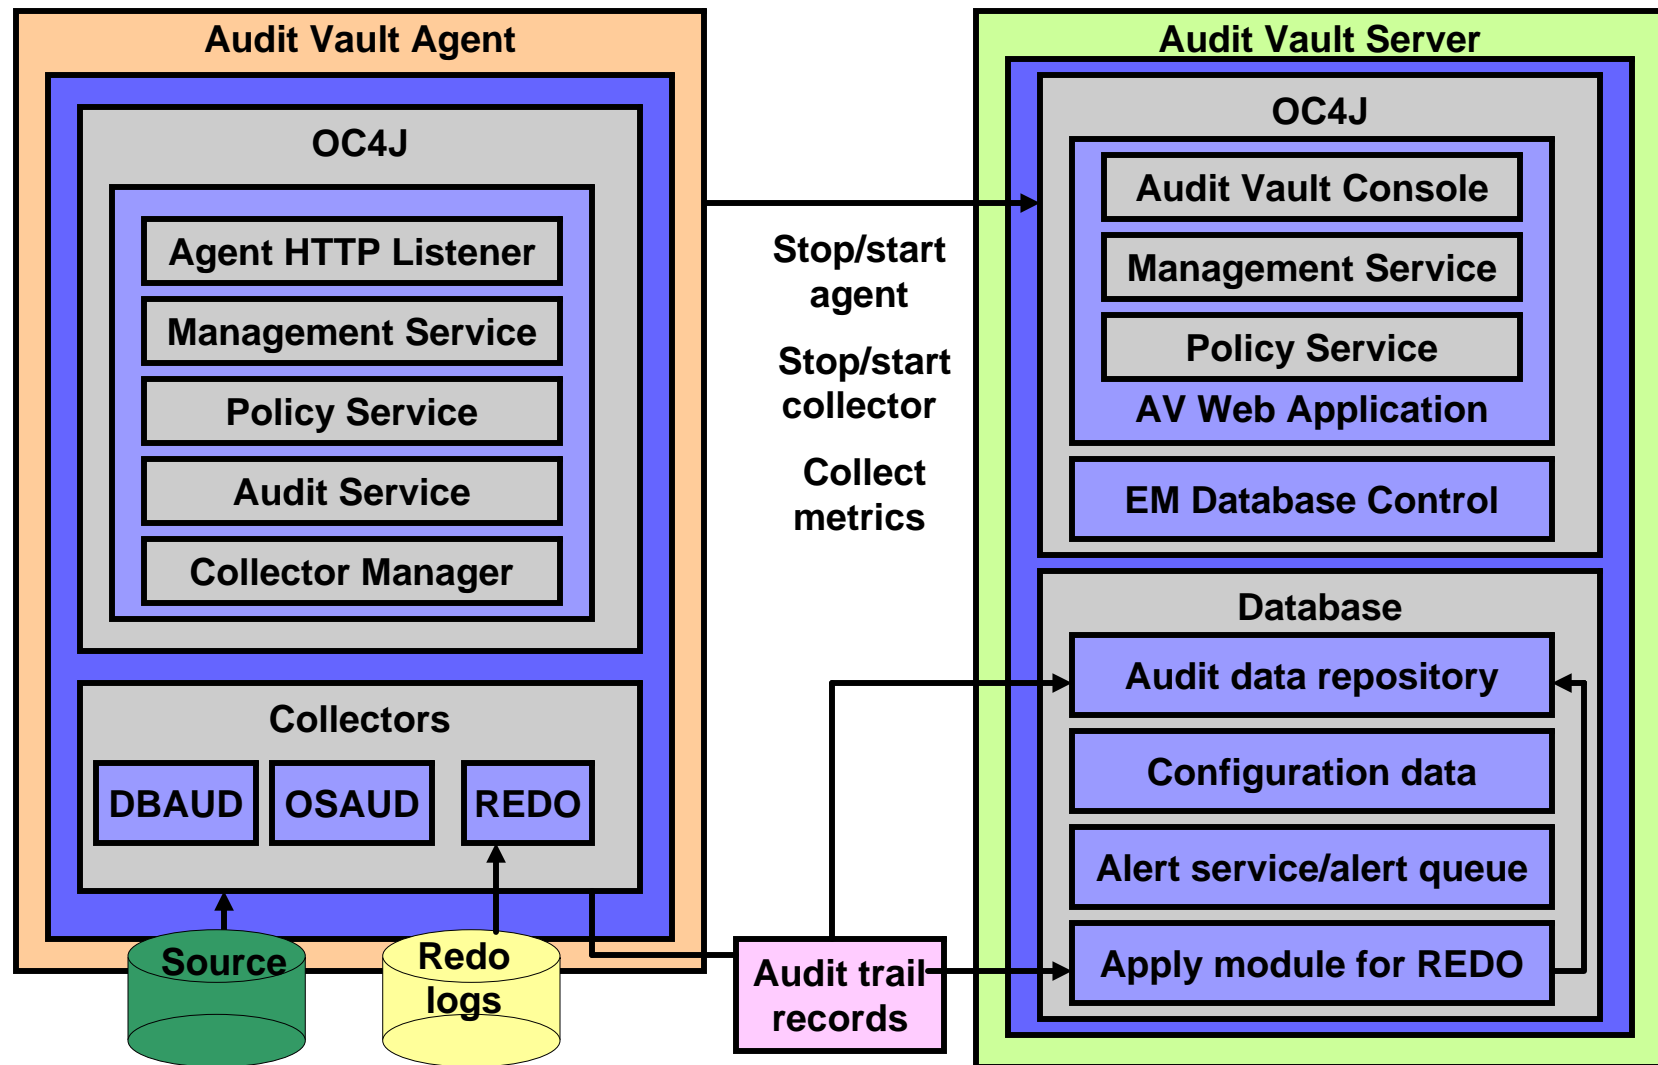 Audit Vault Agent
OC4J
Agent HTTP Listener
Management Service
Policy Service
Audit Service
Collector Manager
Collectors
DBAUD
OSAUD
REDO
Source
Redo
logs
Stop/start
agent
Stop/start
collector
Collect
metrics
Audit trail
records
Audit Vault Server
OC4J
Audit Vault Console
Management Service
Policy Service
AV Web Application
EM Database Control
Database
Audit data repository
Configuration data
Alert service/alert queue
Apply module for REDO